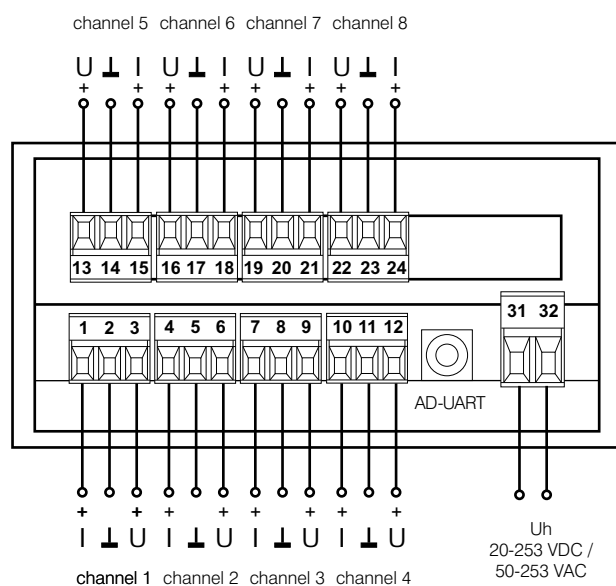 channel 5 channel 6 channel 7 channel 8
U I U I U I U I
+ + + + + + + +
13 14 15 16 17 18 19 20 21 22 23 24
31 32
1 2 3 4 5 6 7 8 9 10 11 12
AD-UART
+ + + + + + + +
I U I U I U I U
channel 1 channel 2 channel 3 channel 4
Uh
20-253 VDC /
50-253 VAC